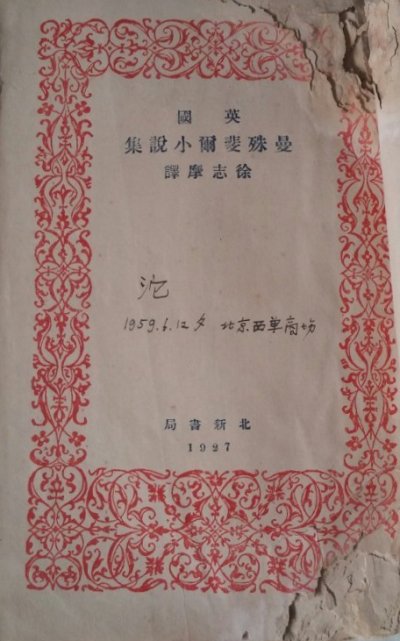 英國
曼殊斐爾小說集
徐志摩譯
沱
1959.6.12夕 北京西单商场
北新書局
1927